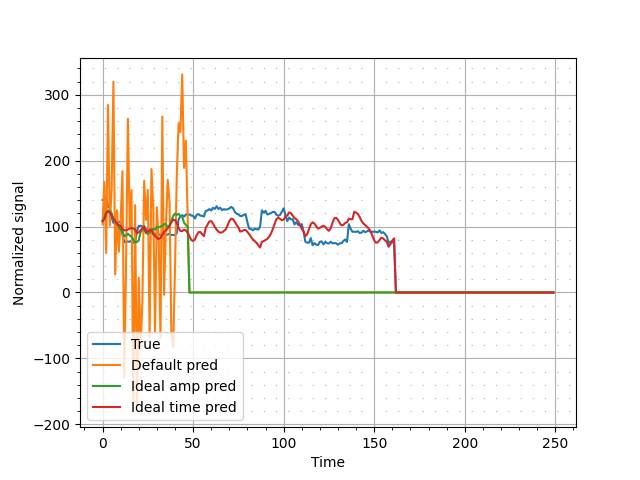 Normalized signal
300
200
100
0
−100
−200
0
50
100
150
200
250
Time
True
Default pred
Ideal amp pred
Ideal time pred